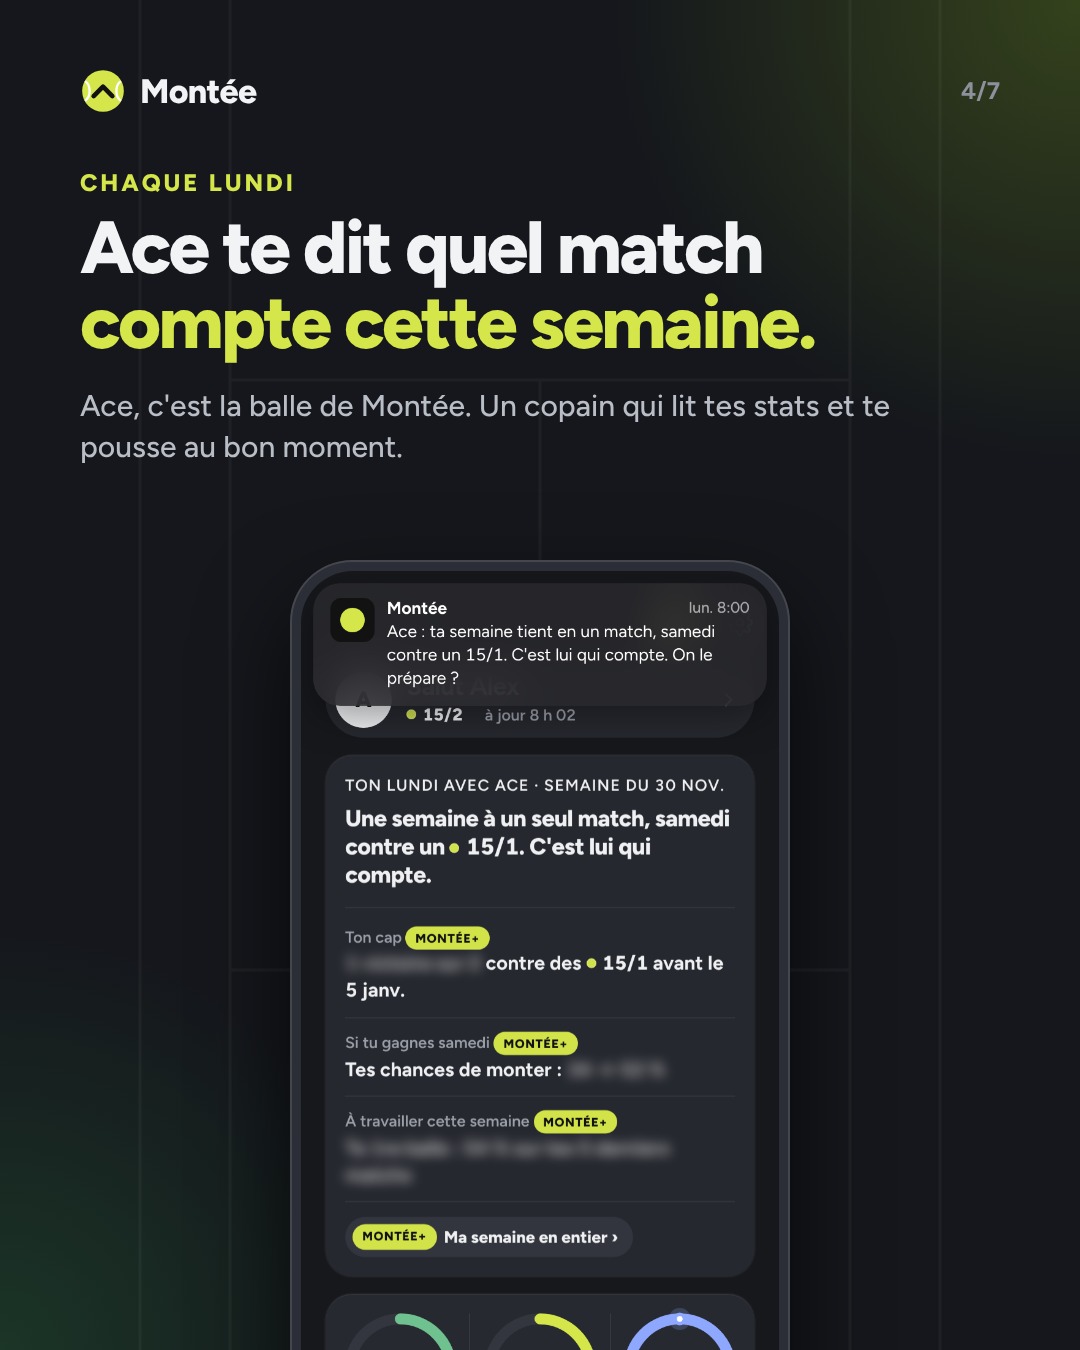 Montée
4/7
CHAQUE LUNDI
Ace te dit quel match
compte cette semaine.
Ace, c'est la balle de Montée. Un copain qui lit tes stats et te
pousse au bon moment.
Montée
lun. 8:00
Ace : ta semaine tient en un match, samedi
contre un 15/1. C'est lui qui compte. On le
prépare ?
A
Salut Alex
15/2 à jour 8 h 02
TON LUNDI AVEC ACE · SEMAINE DU 30 NOV.
Une semaine à un seul match, samedi
contre un 15/1. C'est lui qui
compte.
Ton cap MONTÉE+
contre des 15/1 avant le
5 janv.
Si tu gagnes samedi MONTÉE+
Tes chances de monter :
À travailler cette semaine MONTÉE+
MONTÉE+ Ma semaine en entier ›